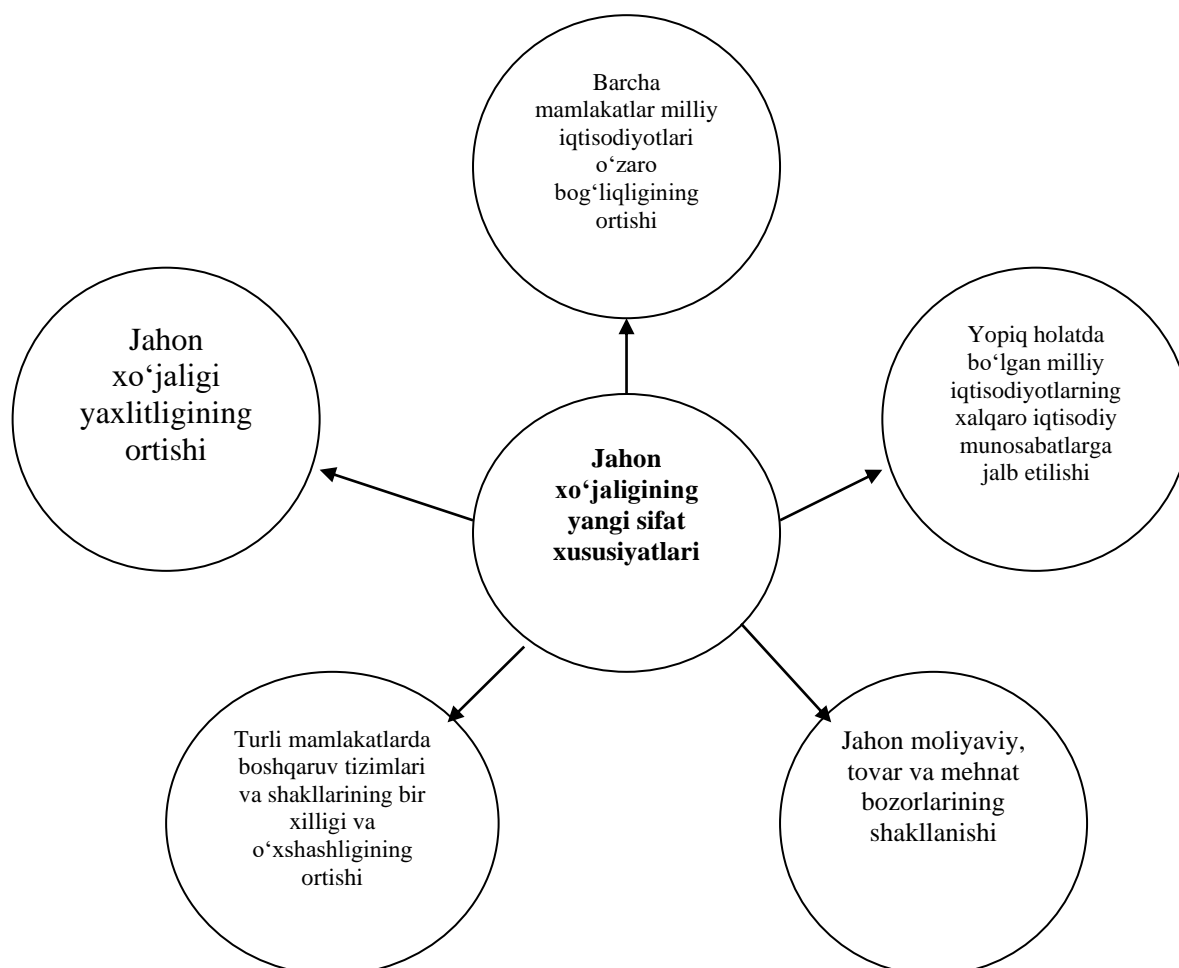 Barcha
mamlakatlar milliy
iqtisodiyotlari
o‘zaro
bog‘liqligining
ortishi
Jahon
xo‘jaligi
yaxlitligining
ortishi
Yopiq holatda
bo‘lgan milliy
iqtisodiyotlarning
xalqaro iqtisodiy
munosabatlarga
jalb etilishi
Jahon
xo‘jaligining
yangi sifat
xususiyatlari
Turli mamlakatlarda
boshqaruv tizimlari
va shakllarining bir
xilligi va
o‘xshashligining
ortishi
Jahon moliyaviy,
tovar va mehnat
bozorlarining
shakllanishi